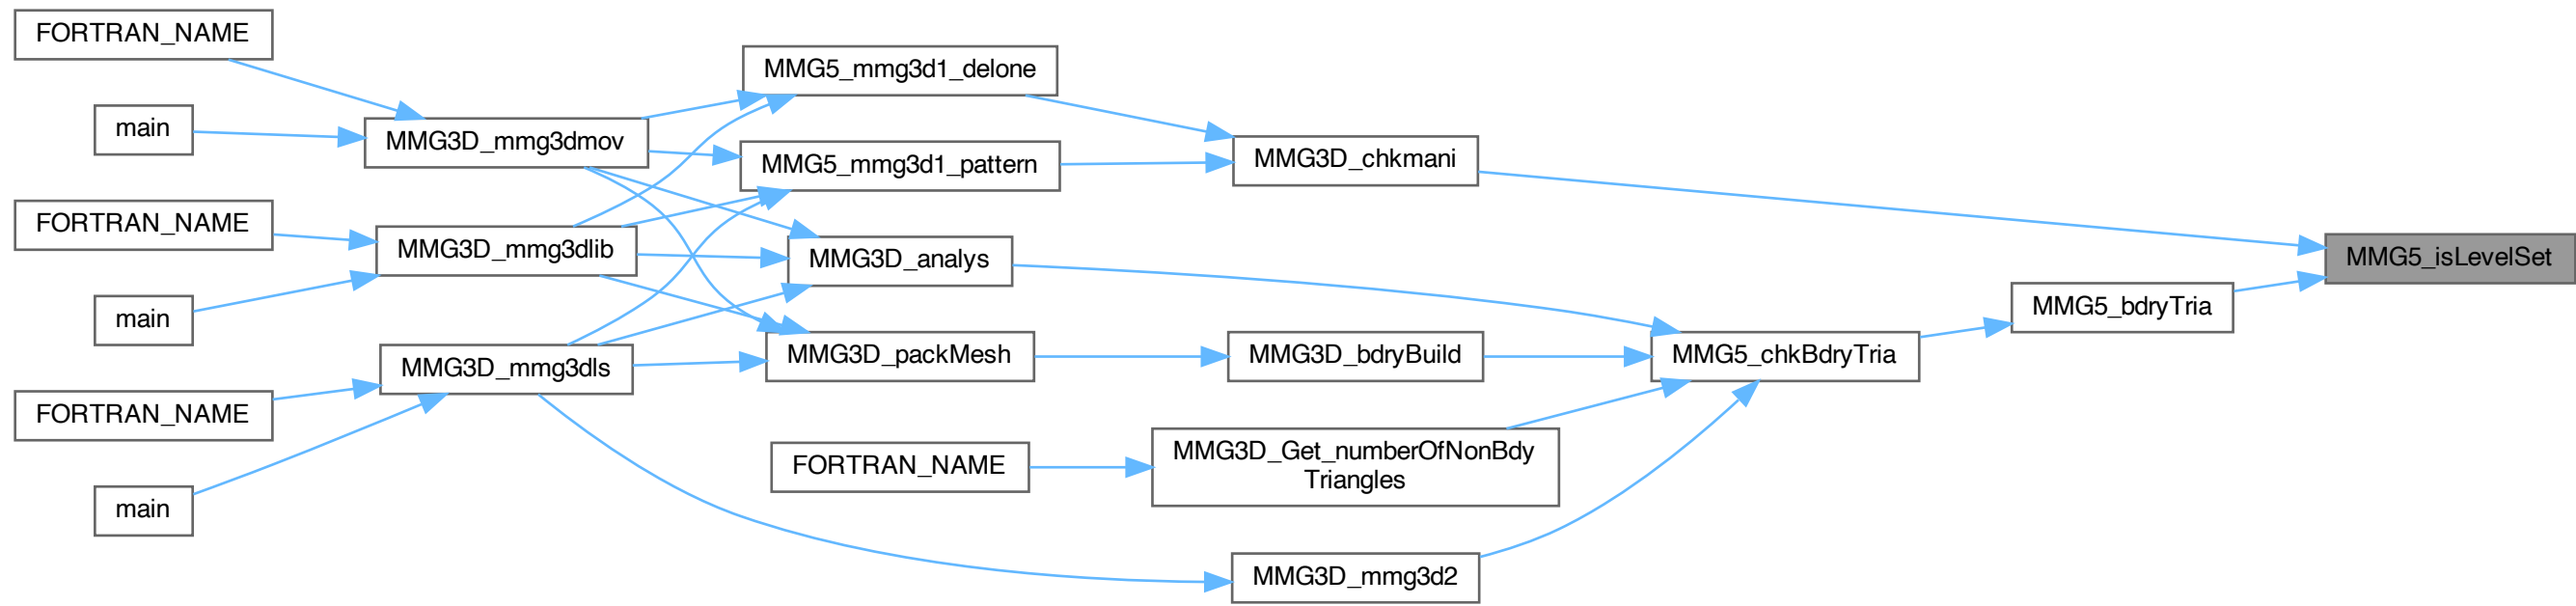 FORTRAN_NAME
main
FORTRAN_NAME
main
FORTRAN_NAME
main
MMG3D_mmg3dmov
MMG3D_mmg3dlib
MMG3D_mmg3dls
MMG5_mmg3d1_delone
MMG5_mmg3d1_pattern
MMG3D_analys
MMG3D_packMesh
FORTRAN_NAME
MMG3D_chkmani
MMG3D_bdryBuild
MMG3D_Get_numberOfNonBdy
Triangles
MMG3D_mmg3d2
MMG5_chkBdryTria
MMG5_bdryTria
MMG5_isLevelSet